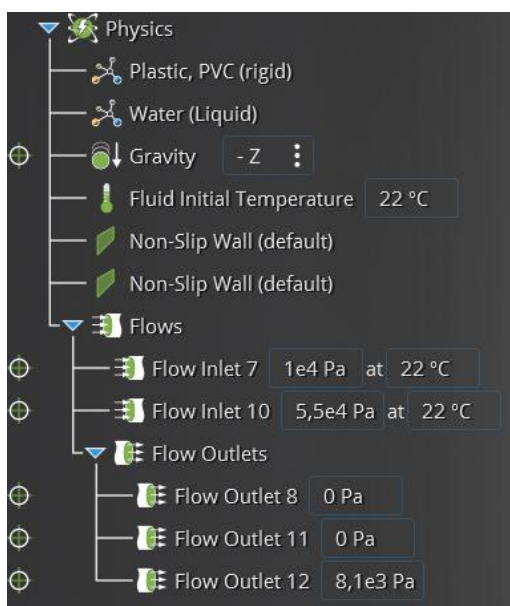 Physics
Plastic, PVC (rigid)
Water (Liquid)
Gravity - Z
Fluid Initial Temperature 22 °C
Non-Slip Wall (default)
Non-Slip Wall (default)
Flows
Flow Inlet 7 1e4 Pa at 22 °C
Flow Inlet 10 5,5e4 Pa at 22 °C
Flow Outlets
Flow Outlet 8 0 Pa
Flow Outlet 11 0 Pa
Flow Outlet 12 8,1e3 Pa